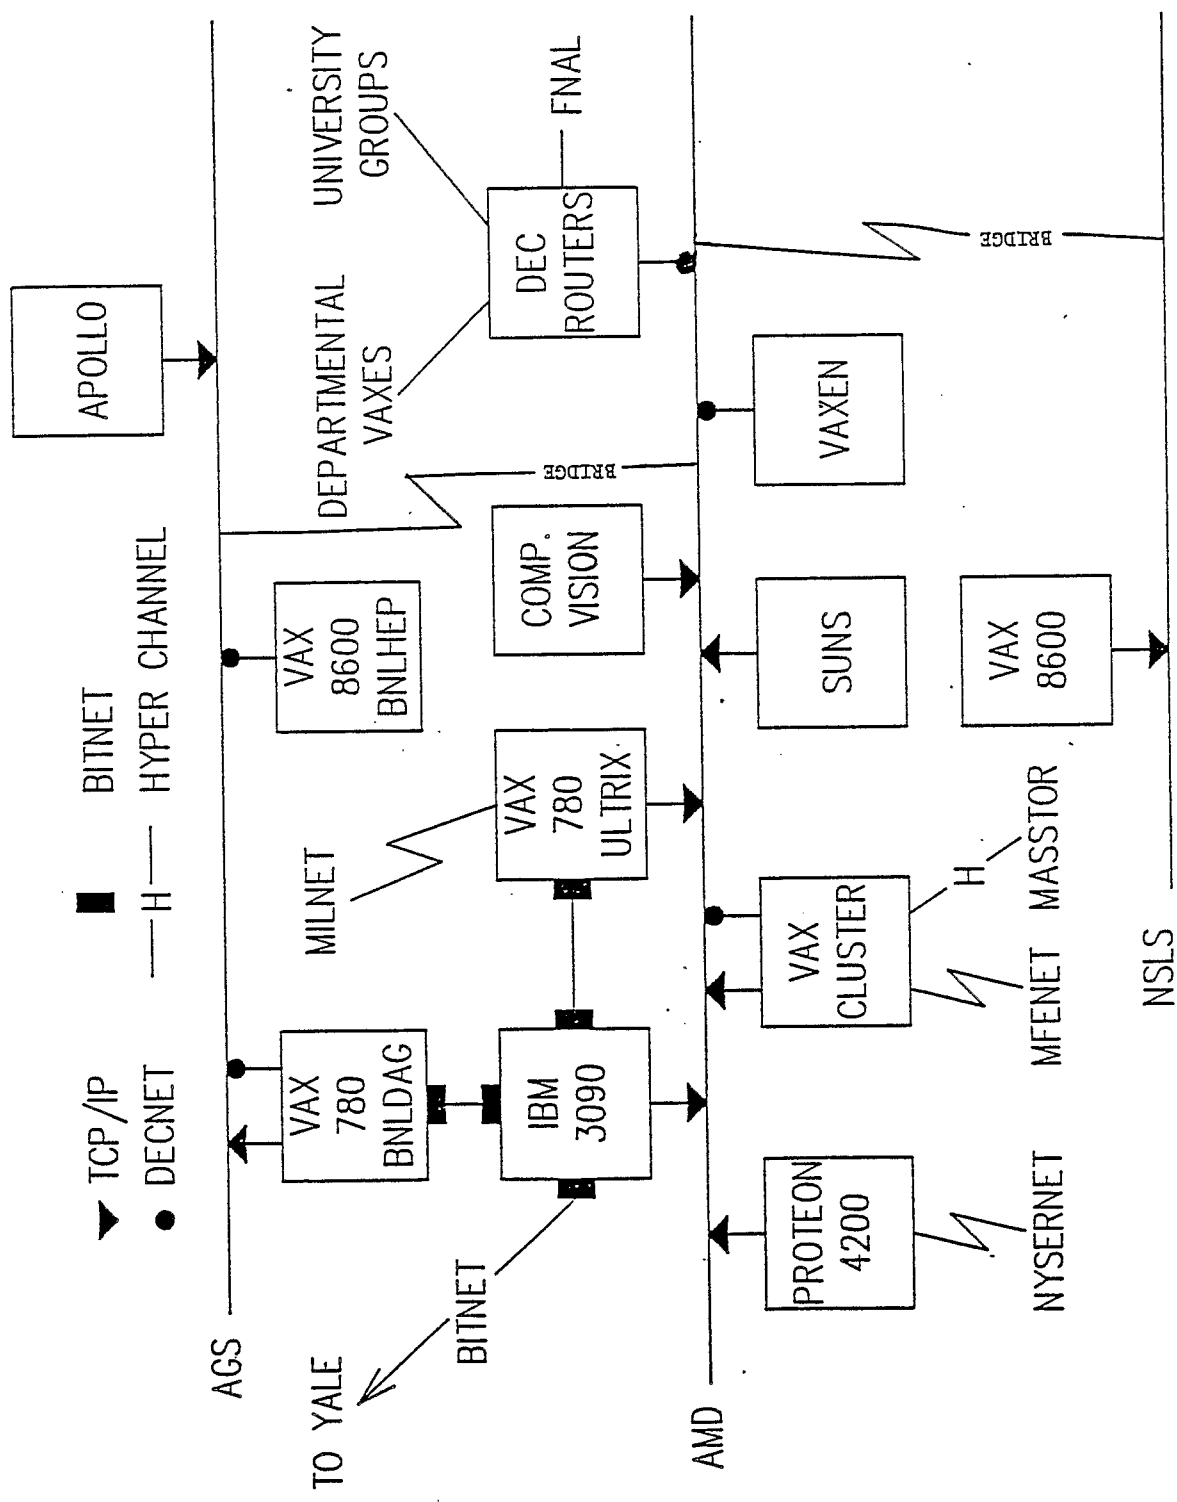 TCP/IP
BITNET
DECNET
—H— HYPER CHANNEL
AGS
APOLLO
TO YALE
BITNET
VAX
780
BNLDAG
MILNET
VAX
8600
BNLHEP
DEPARTMENTAL
VAXES
UNIVERSITY
GROUPS
IBM
3090
VAX
780
ULTRIX
COMP.
VISION
BRIDGE
DEC
ROUTERS
FNAL
AMD
PROTEON
4200
VAX
CLUSTER
SUNS
VAXEN
BRIDGE
NYSERNET
MFENET
H
MASSTOR
VAX
8600
NSLS